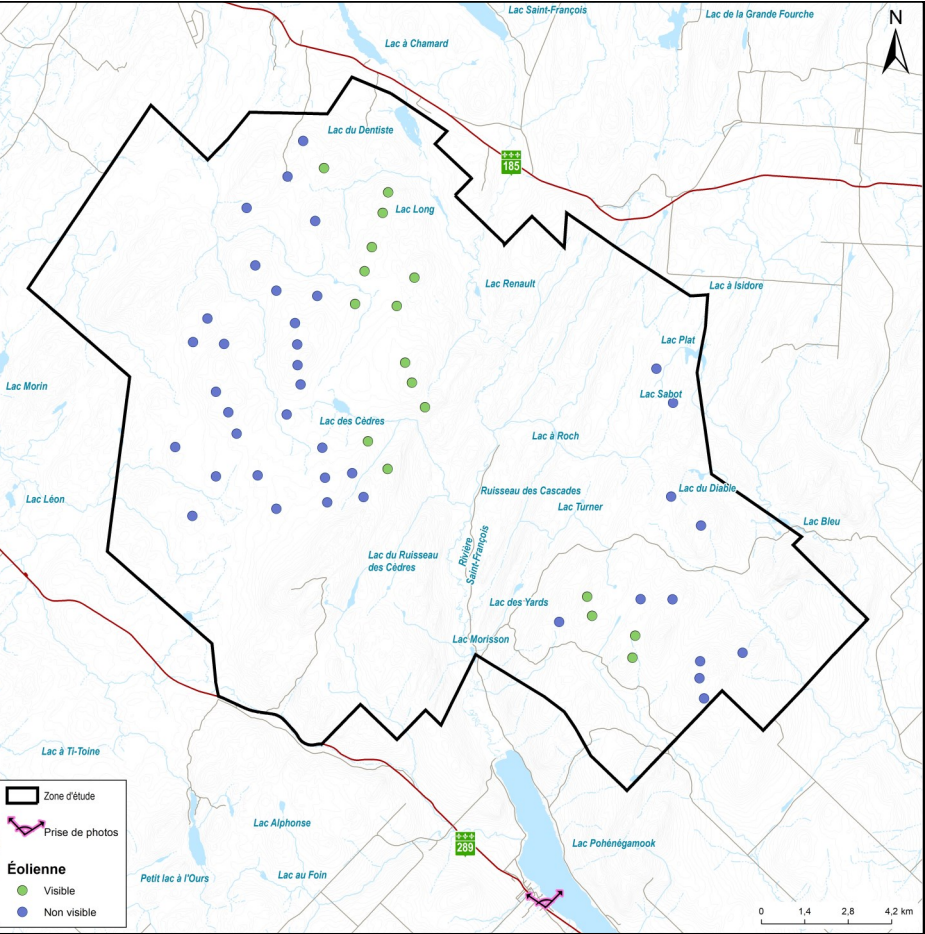 Lac Saint-François
Lac de la Grande Fourche
N
Lac à Chamard
Lac du Dentiste
185
Lac Long
Lac Renault
Lac à Isidore
Lac Plat
Lac Morin
Lac Sabot
Lac des Cèdres
Lac à Roch
Lac Léon
Ruisseau des Cascades
Lac du Diable
Lac Turner
Lac Bleu
Rivière
Saint-François
Lac du Ruisseau
des Cèdres
Lac des Yards
Lac Morisson
Lac à Ti-Toine
Zone d'étude
Prise de photos
Éolienne
Visible
Non visible
Lac Alphonse
289
Lac Pohénégamook
Petit lac à l'Ours
Lac au Foin
0 1,4 2,8 4,2 km